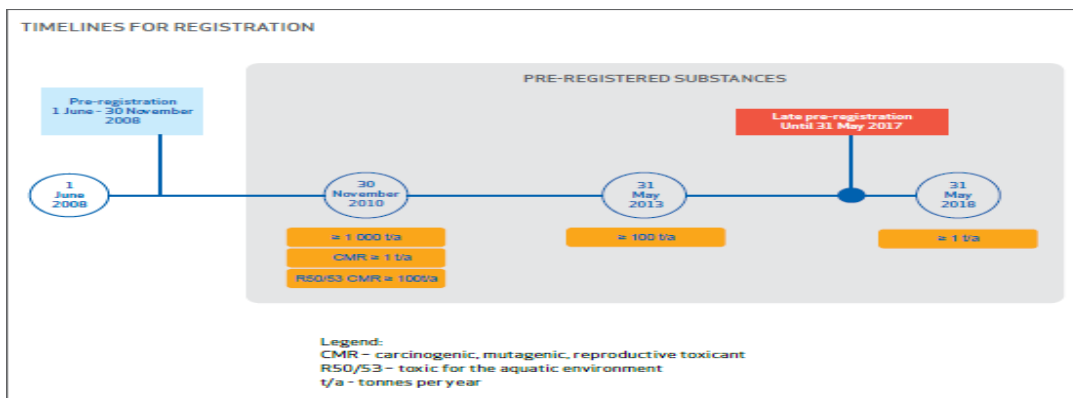 TIMELINES FOR REGISTRATION
PRE-REGISTERED SUBSTANCES
Pre-registration
1 June - 30 November
2008
Late pre-registration
Until 31 May 2017
1
June
2008
30
November
2010
31
May
2013
31
May
2018
≥ 1 000 t/a
CMR ≥ 1 t/a
R50/53 CMR ≥ 100t/a
≥ 100 t/a
≥ 1 t/a
Legend:
CMR – carcinogenic, mutagenic, reproductive toxicant
R50/53 – toxic for the aquatic environment
t/a - tonnes per year